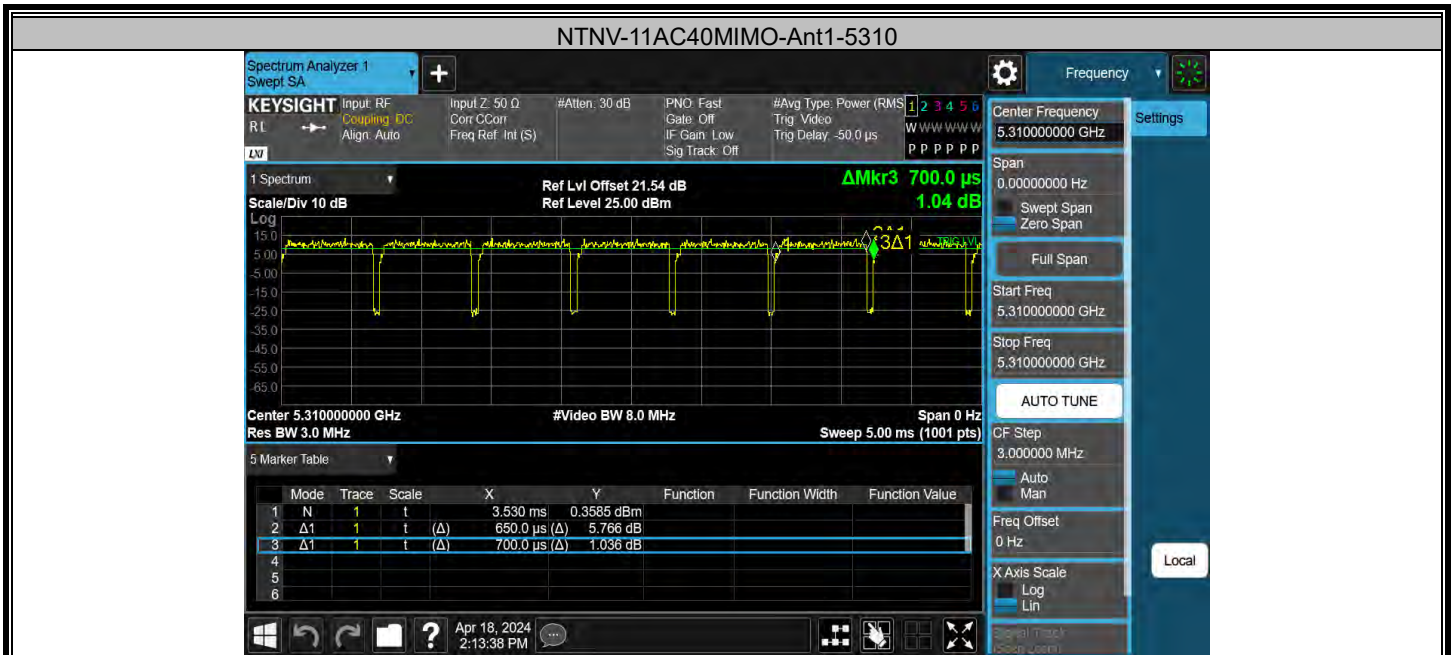 NTNV-11AC40MIMO-Ant1-5310
Spectrum Analyzer 1
Swept SA
+
Frequency
KEYSIGHT
RL
LXI
Input: RF
Coupling: DC
Align: Auto
Input Z: 50 Ω
Corr CCorr
Freq Ref: Int (S)
#Atten: 30 dB
PNO: Fast
Gate: Off
IF Gain: Low
Sig Track: Off
#Avg Type: Power (RMS
Trig: Video
Trig Delay: -50.0 µs
1 2 3 4 5 6
W W W W W W
P P P P P P
1 Spectrum
Scale/Div 10 dB
Ref Lvl Offset 21.54 dB
Ref Level 25.00 dBm
ΔMkr3 700.0 µs
1.04 dB
Log
15.0
5.00
-5.00
-15.0
-25.0
-35.0
-45.0
-55.0
-65.0
3Δ1
TRIG LVL
Center 5.310000000 GHz
#Video BW 8.0 MHz
Span 0 Hz
Res BW 3.0 MHz
Sweep 5.00 ms (1001 pts)
5 Marker Table
Mode Trace Scale X Y Function Function Width Function Value
1 N 1 t 3.530 ms 0.3585 dBm
2 Δ1 1 t (Δ) 650.0 µs (Δ) 5.766 dB
3 Δ1 1 t (Δ) 700.0 µs (Δ) 1.036 dB
4
5
6
Center Frequency
5.310000000 GHz
Settings
Span
0.00000000 Hz
Swept Span
Zero Span
Full Span
Start Freq
5.310000000 GHz
Stop Freq
5.310000000 GHz
AUTO TUNE
CF Step
3.000000 MHz
Auto
Man
Freq Offset
0 Hz
X Axis Scale
Log
Lin
Signal Track
(Span Zoom)
Local
?
Apr 18, 2024
2:13:38 PM